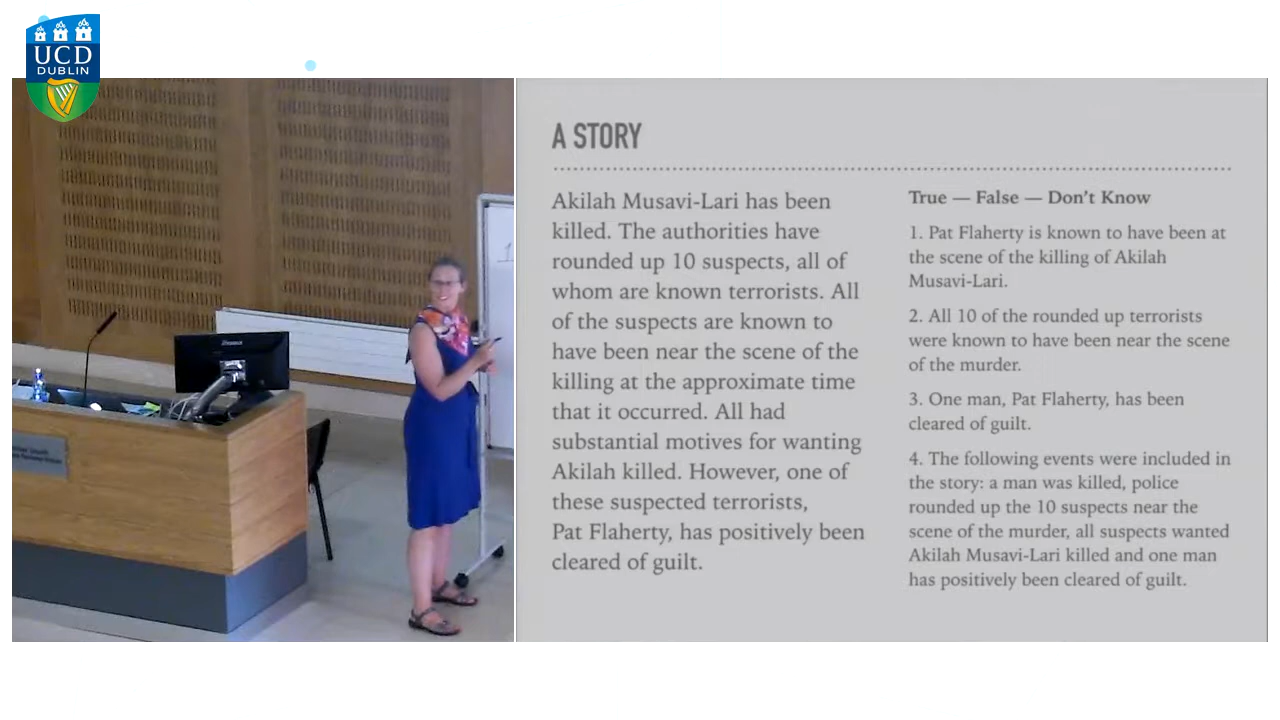 UCD
DUBLIN
A STORY
Akilah Musavi-Lari has been
killed. The authorities have
rounded up 10 suspects, all of
whom are known terrorists. All
of the suspects are known to
have been near the scene of the
killing at the approximate time
that it occurred. All had
substantial motives for wanting
Akilah killed. However, one of
these suspected terrorists,
Pat Flaherty, has positively been
cleared of guilt.
True — False — Don't Know
1. Pat Flaherty is known to have been at
the scene of the killing of Akilah
Musavi-Lari.
2. All 10 of the rounded up terrorists
were known to have been near the scene
of the murder.
3. One man, Pat Flaherty, has been
cleared of guilt.
4. The following events were included in
the story: a man was killed, police
rounded up the 10 suspects near the
scene of the murder, all suspects wanted
Akilah Musavi-Lari killed and one man
has positively been cleared of guilt.